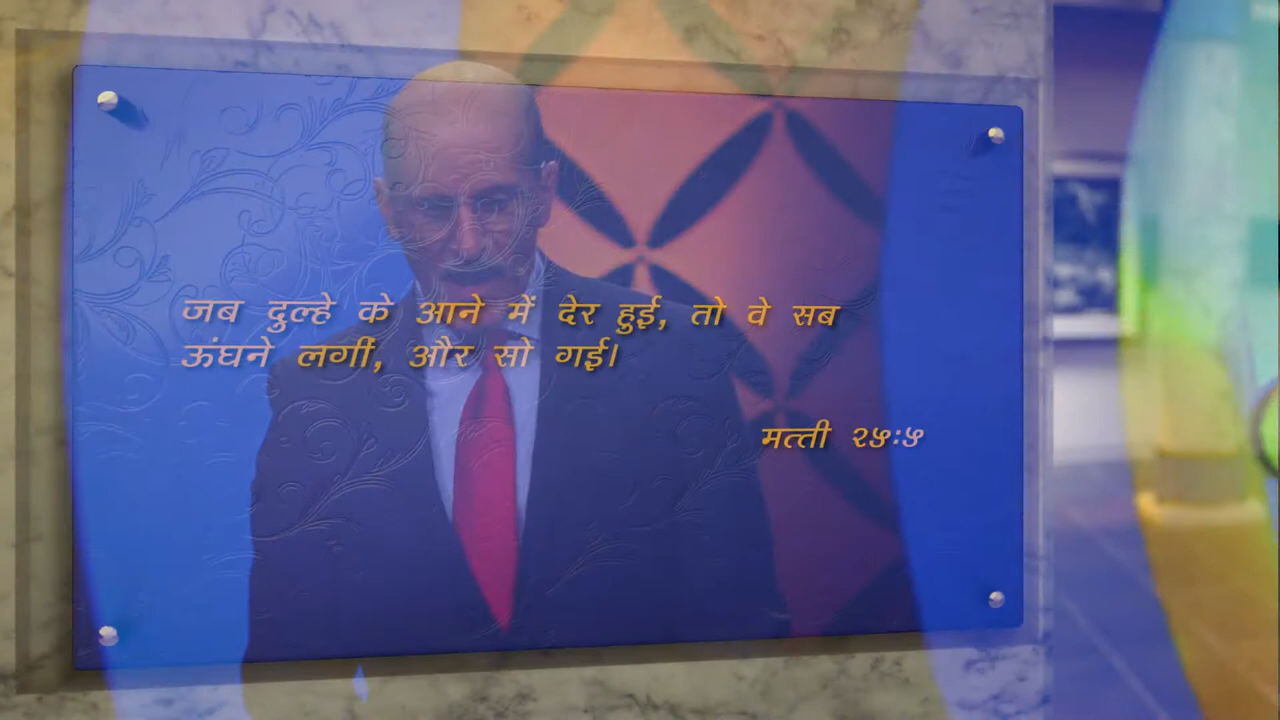 जब दुल्हे के आने में देर हुई, तो वे सब
ऊंघने लगीं, और सो गई।
मत्ती २५:५